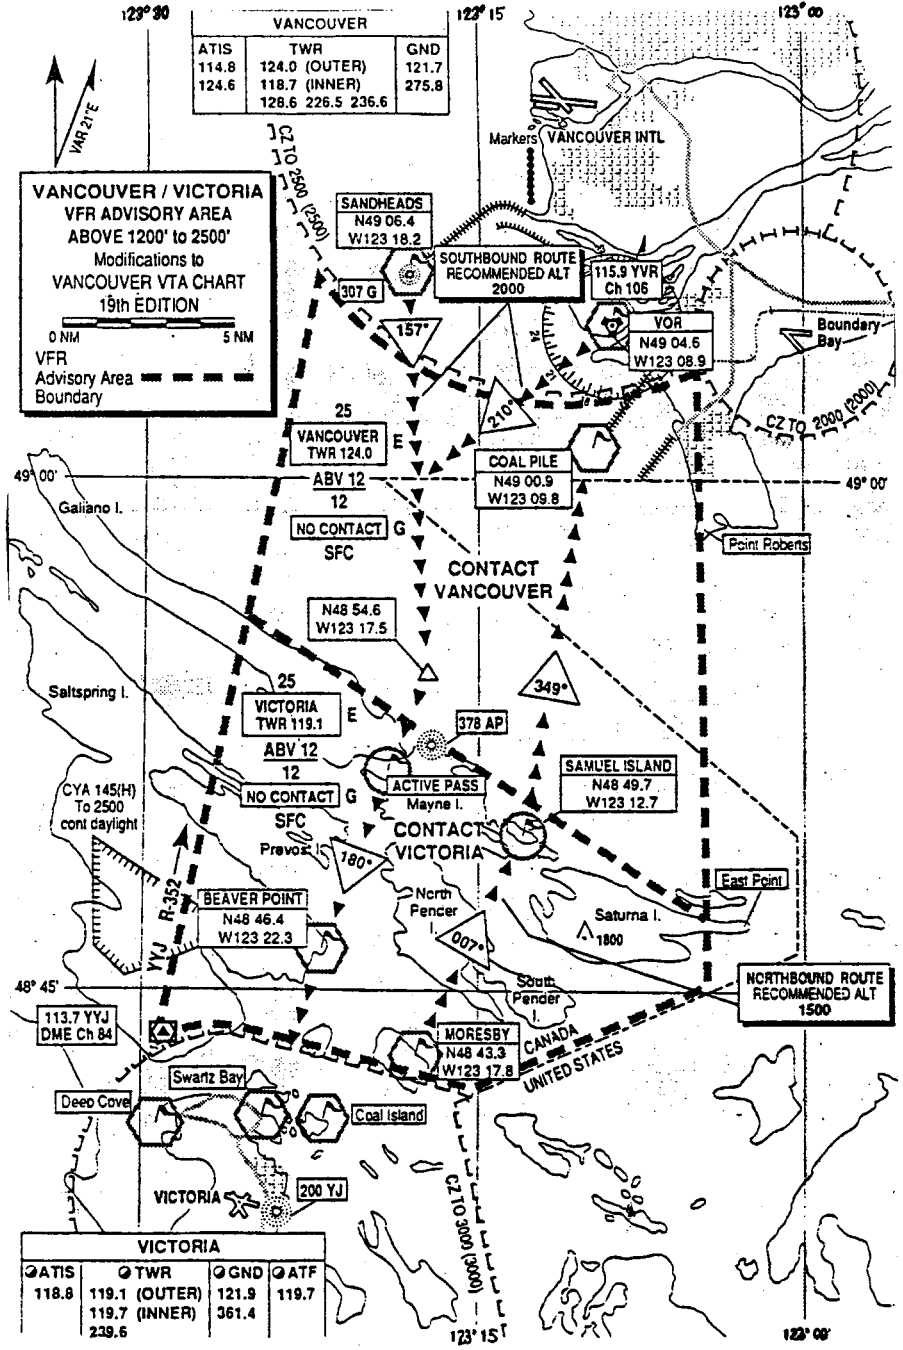 123° 30
123° 15
123° 00
VANCOUVER
ATIS
TWR
GND
114.8
124.0 (OUTER)
121.7
124.6
118.7 (INNER)
275.8
128.6 226.5 236.6
VAR 21°E
CZ TO 2500 (2500)
Markers
VANCOUVER INTL
VANCOUVER / VICTORIA
VFR ADVISORY AREA
ABOVE 1200' to 2500'
Modifications to
VANCOUVER VTA CHART
19th EDITION
0 NM
5 NM
VFR
Advisory Area
Boundary
SANDHEADS
N49 06.4
W123 18.2
SOUTHBOUND ROUTE
RECOMMENDED ALT
2000
115.9 YVR
Ch 106
307 G
157°
VOR
N49 04.6
W123 08.9
Boundary
Bay
24
21
210°
CZ TO 2000 (2000)
25
VANCOUVER
TWR 124.0
E
ABV 12
12
NO CONTACT
G
SFC
COAL PILE
N49 00.9
W123 09.8
49° 00'
49° 00'
Galiano I.
Point Roberts
CONTACT
VANCOUVER
N48 54.6
W123 17.5
349°
Saltspring I.
25
VICTORIA
TWR 119.1
E
ABV 12
12
NO CONTACT
G
SFC
378 AP
ACTIVE PASS
Mayne I.
SAMUEL ISLAND
N48 49.7
W123 12.7
CYA 145(H)
To 2500
cont daylight
CONTACT
VICTORIA
Prevos I.
180°
YYJ R-352
BEAVER POINT
N48 46.4
W123 22.3
North
Pender
I.
007°
East Point
Saturna I.
1800
South
Pender
I.
NORTHBOUND ROUTE
RECOMMENDED ALT
1500
48° 45'
113.7 YYJ
DME Ch 84
MORESBY
N48 43.3
W123 17.8
CANADA
UNITED STATES
Swartz Bay
Deep Cove
Coal Island
VICTORIA
200 YJ
CZ TO 3000 (3000)
VICTORIA
ATIS
TWR
GND
ATF
118.8
119.1 (OUTER)
121.9
119.7
119.7 (INNER)
361.4
239.6
123° 15
123° 00'